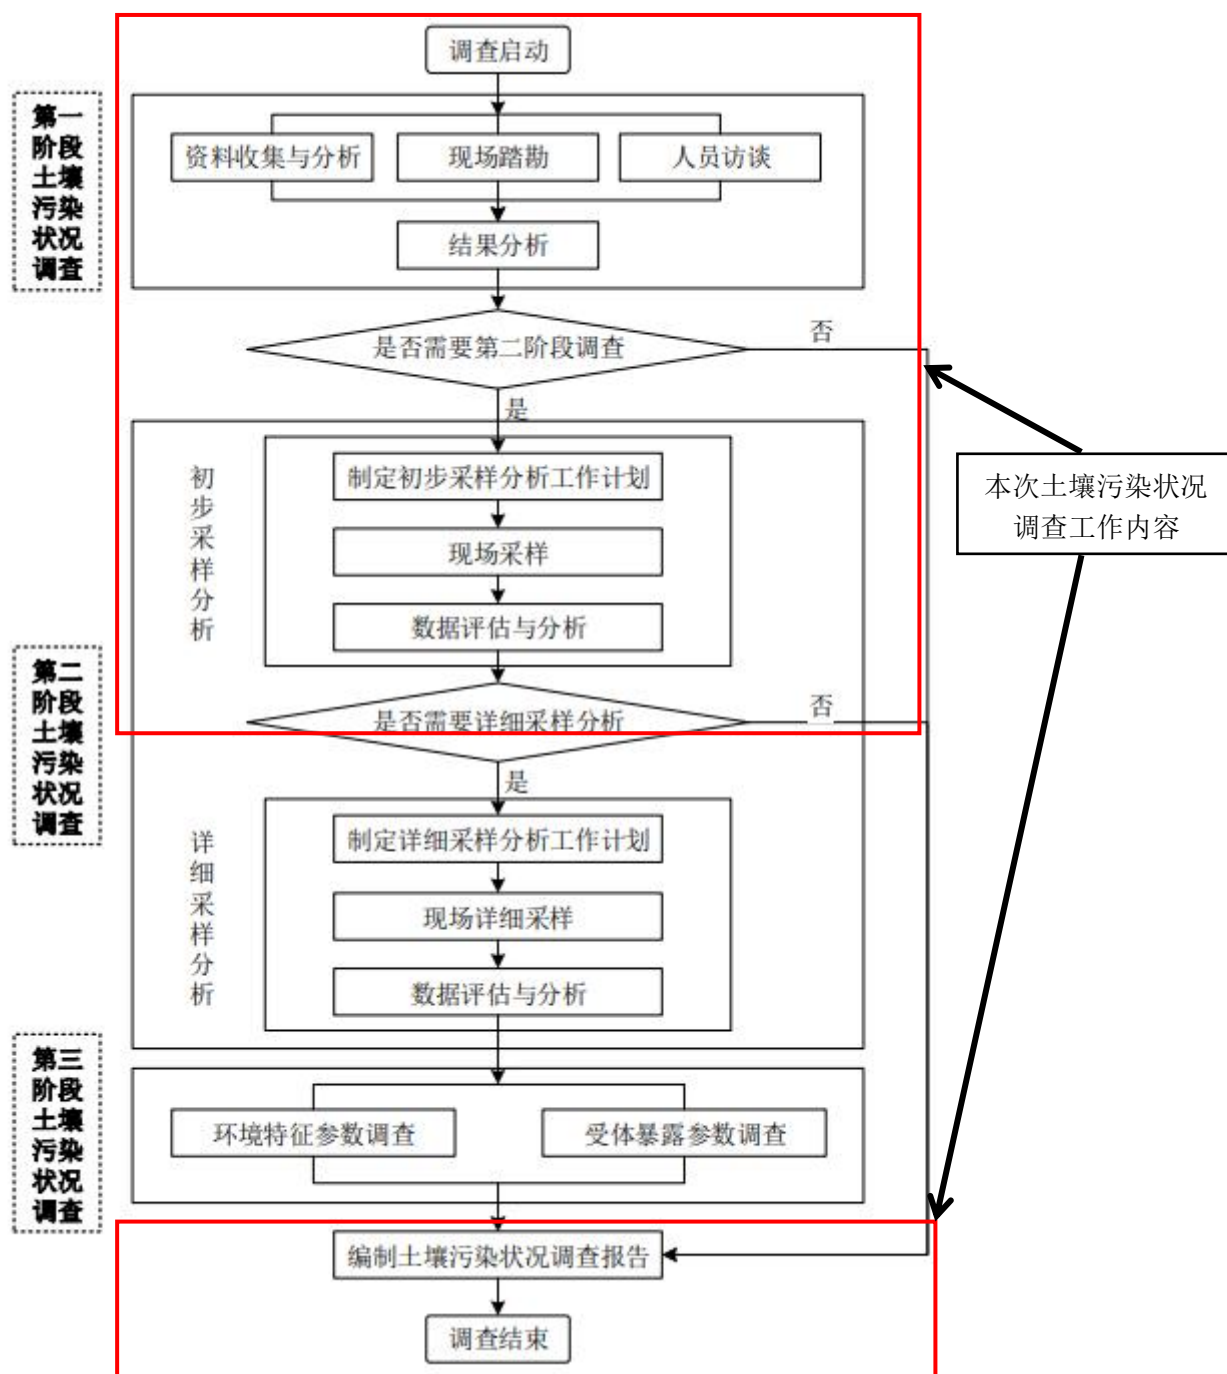 调查启动
第一
阶段
土壤
污染
状况
调查
资料收集与分析
现场踏勘
人员访谈
结果分析
是否需要第二阶段调查
否
是
初
步
采
样
分
析
制定初步采样分析工作计划
现场采样
数据评估与分析
本次土壤污染状况
调查工作内容
第二
阶段
土壤
污染
状况
调查
是否需要详细采样分析
否
是
详
细
采
样
分
析
制定详细采样分析工作计划
现场详细采样
数据评估与分析
第三
阶段
土壤
污染
状况
调查
环境特征参数调查
受体暴露参数调查
编制土壤污染状况调查报告
调查结束